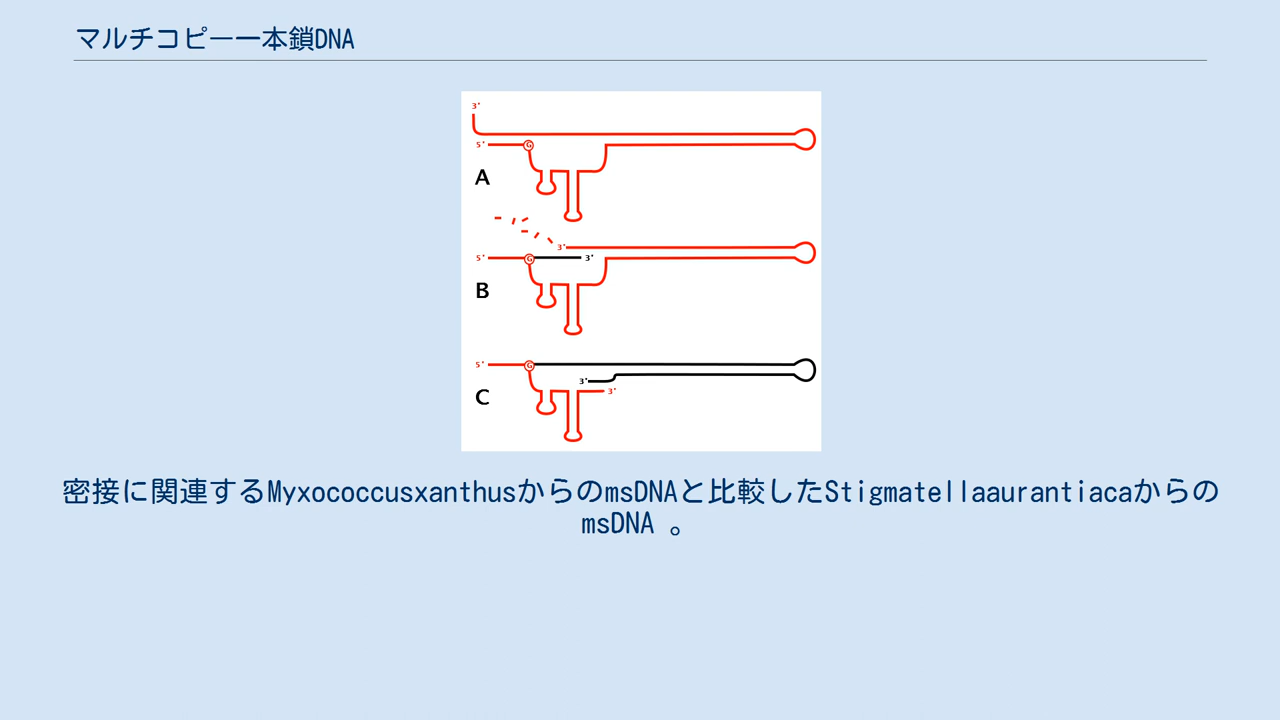 マルチコピー一本鎖DNA
3'
5' G
A
3'
5' G 3'
B
5' G
3' 3'
C
密接に関連するMyxococcusxanthusからのmsDNAと比較したStigmatellaaurantiacaからの
msDNA 。